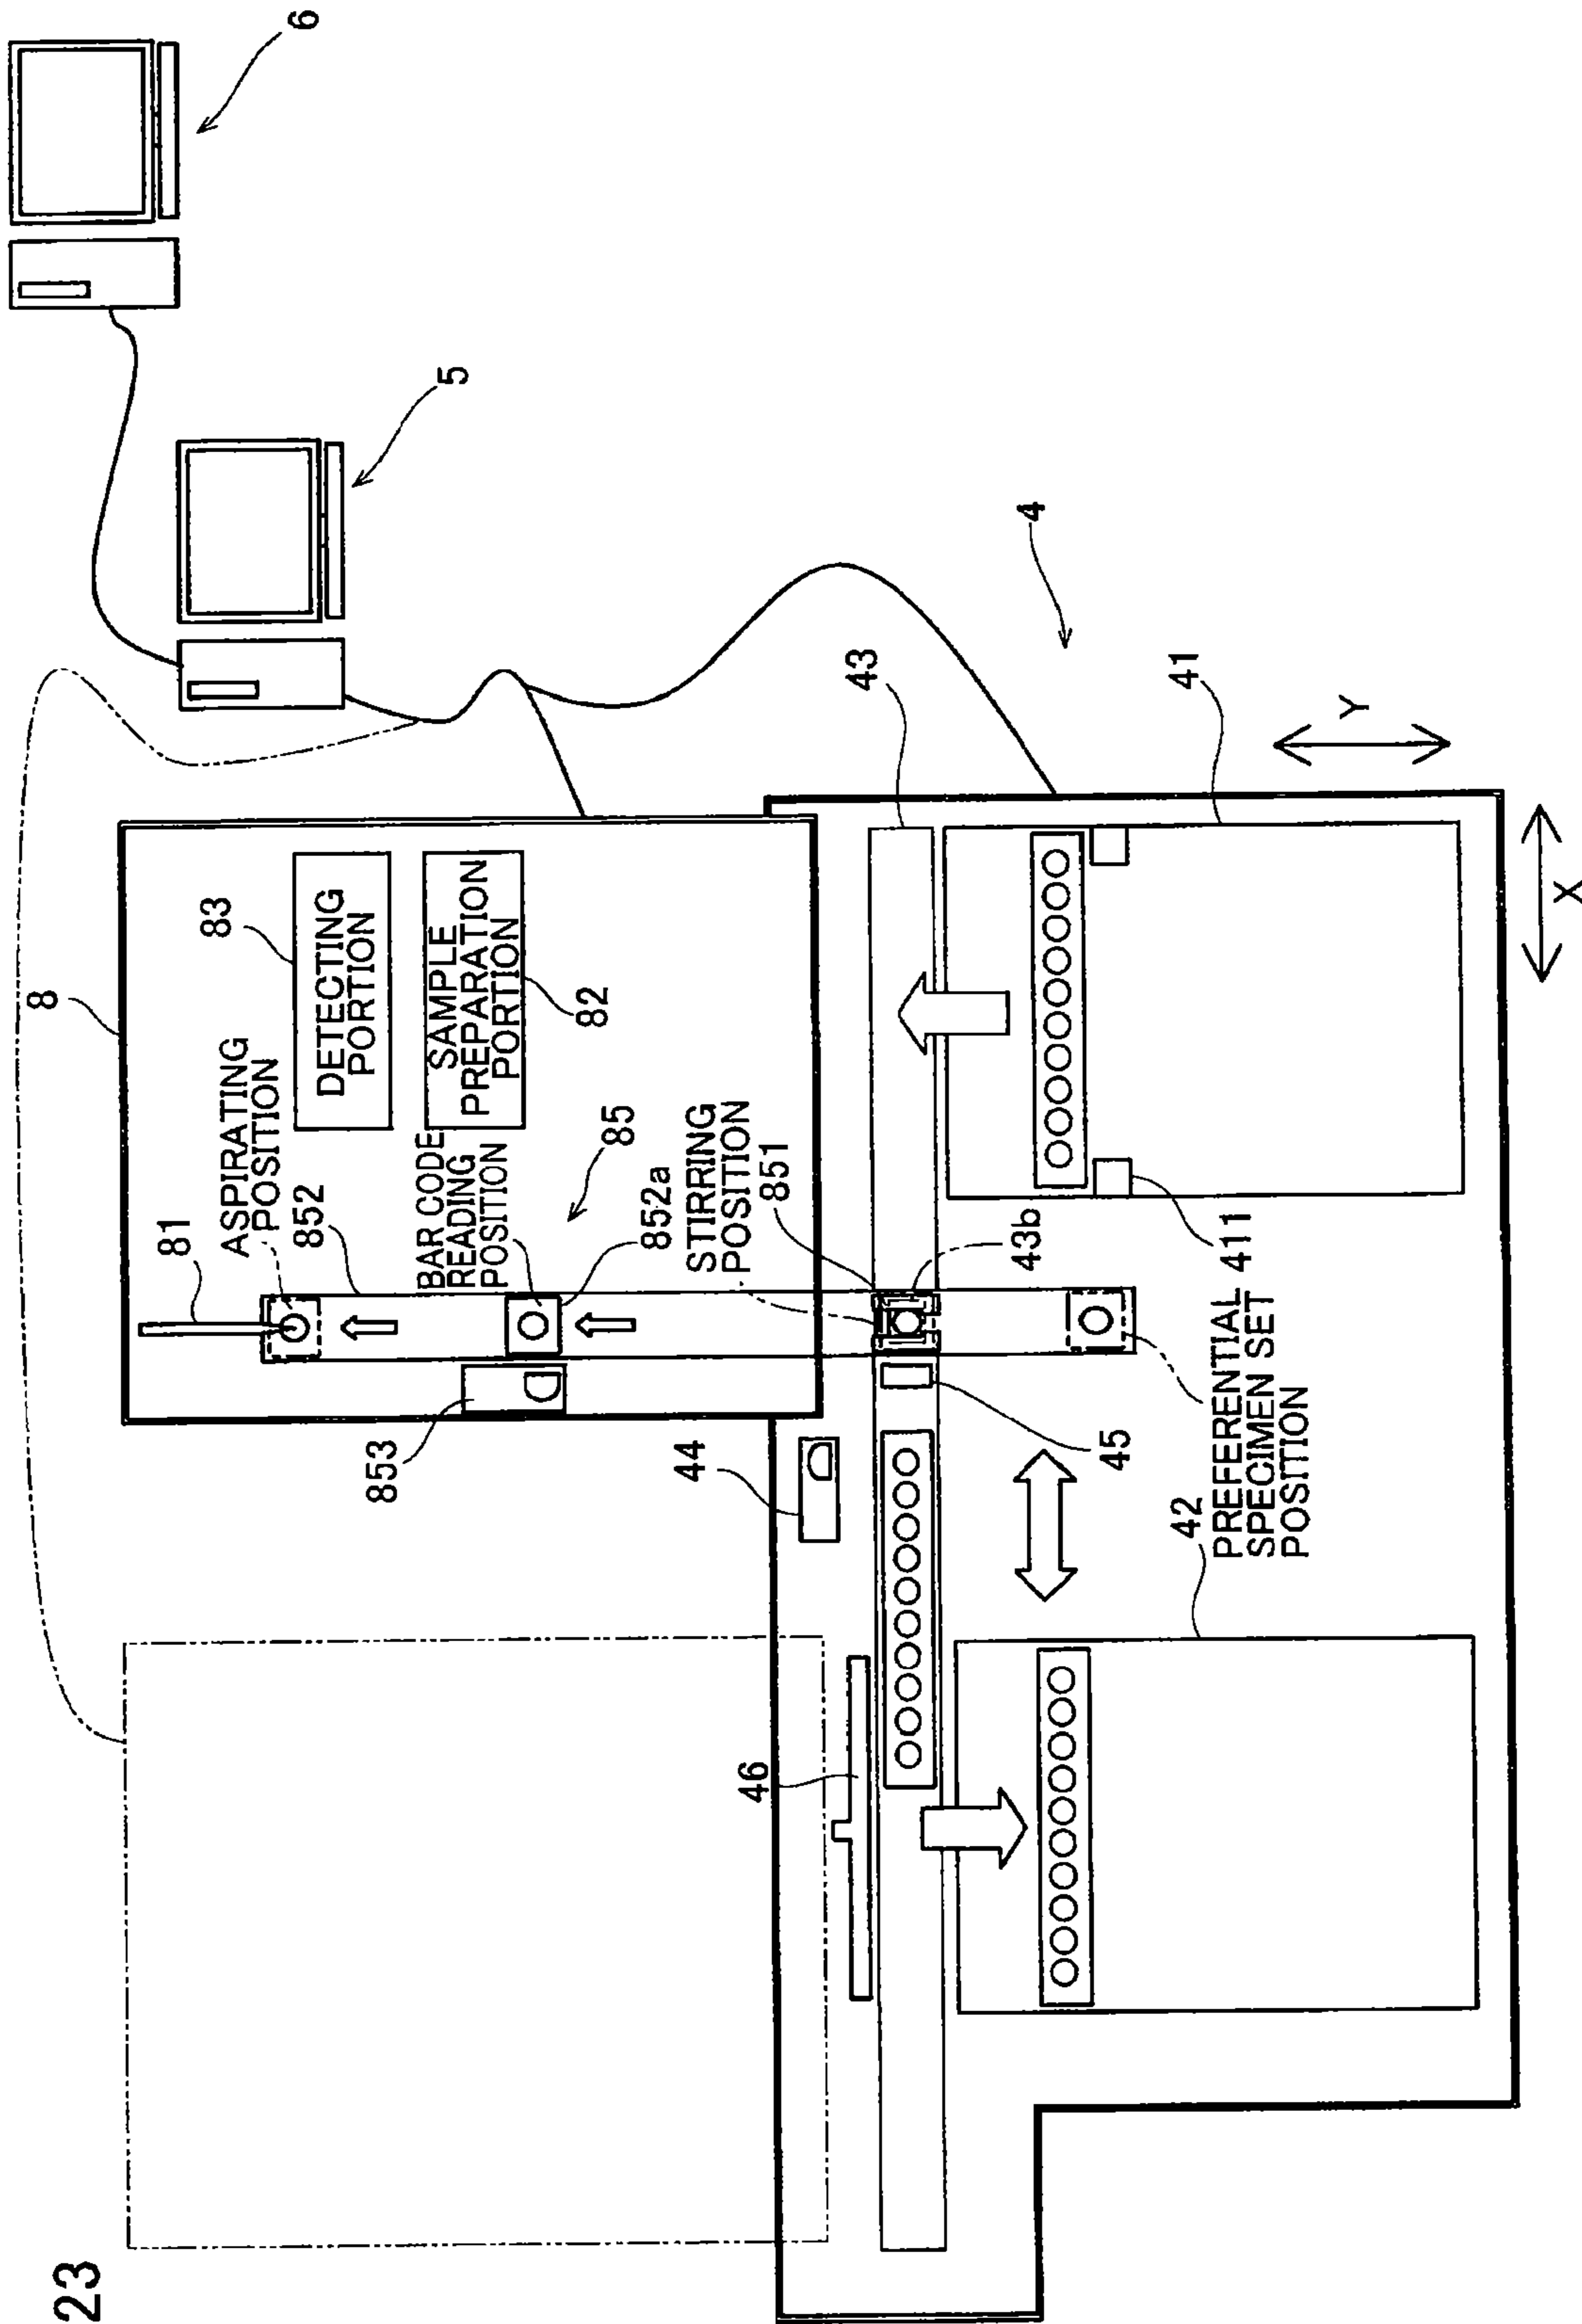 23
6
5
4
8
83
DETECTING
PORTION
SAMPLE
PREPARATION
PORTION
82
ASPIRATING
POSITION
81
852
BAR CODE
READING
POSITION
85
852a
STIRRING
POSITION
851
43b
853
44
45
46
43
41
411
42
PREFERENTIAL
SPECIMEN SET
POSITION
Y
X